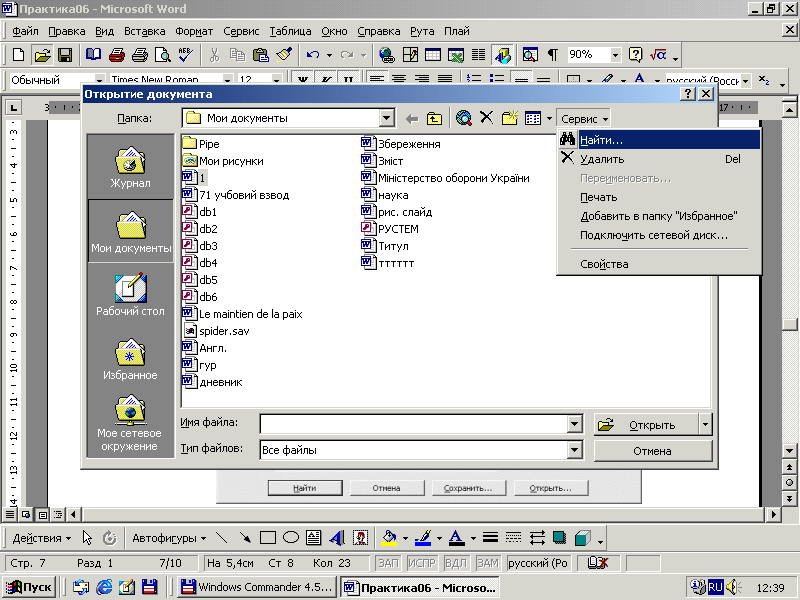 Практика06 - Microsoft Word
Файл Правка Вид Вставка Формат Сервис Таблица Окно Справка Рута Плай
90%
Обычный Times New Roman 12 Ж К Ч русский (Росс
Открытие документа
3 17
Папка: Мои документы Сервис
Журнал
Мои документы
Рабочий стол
Избранное
Мое сетевое окружение
Pipe
Мои рисунки
1
71 учбовий взвод
db1
db2
db3
db4
db5
db6
Le maintien de la paix
spider.sav
Англ.
гур
дневник
Збереження
Зміст
Міністерство оборони України
наука
рис. слайд
РУСТЕМ
Титул
тттттт
Найти...
Удалить Del
Переименовать...
Печать
Добавить в папку "Избранное"
Подключить сетевой диск...
Свойства
Имя файла:
Открыть
Тип файлов: Все файлы
Отмена
Найти Отмена Сохранить... Открыть...
Действия Автофигуры
Стр. 7 Разд 1 7/10 На 5,4см Ст 8 Кол 23 ЗАП ИСПР ВДЛ ЗАМ русский (Ро
Пуск Windows Commander 4.5... Практика06 - Microso... RU 12:39